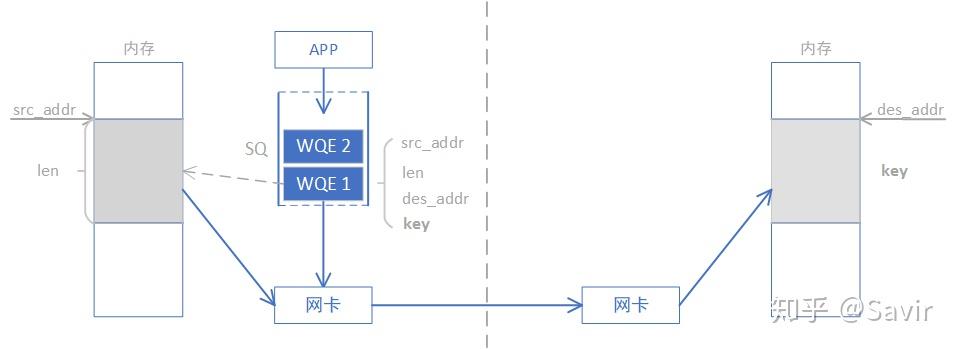 内存
APP
内存
src_addr
des_addr
SQ
WQE 2
src_addr
len
WQE 1
len
key
des_addr
key
网卡
网卡
知乎 @Savir